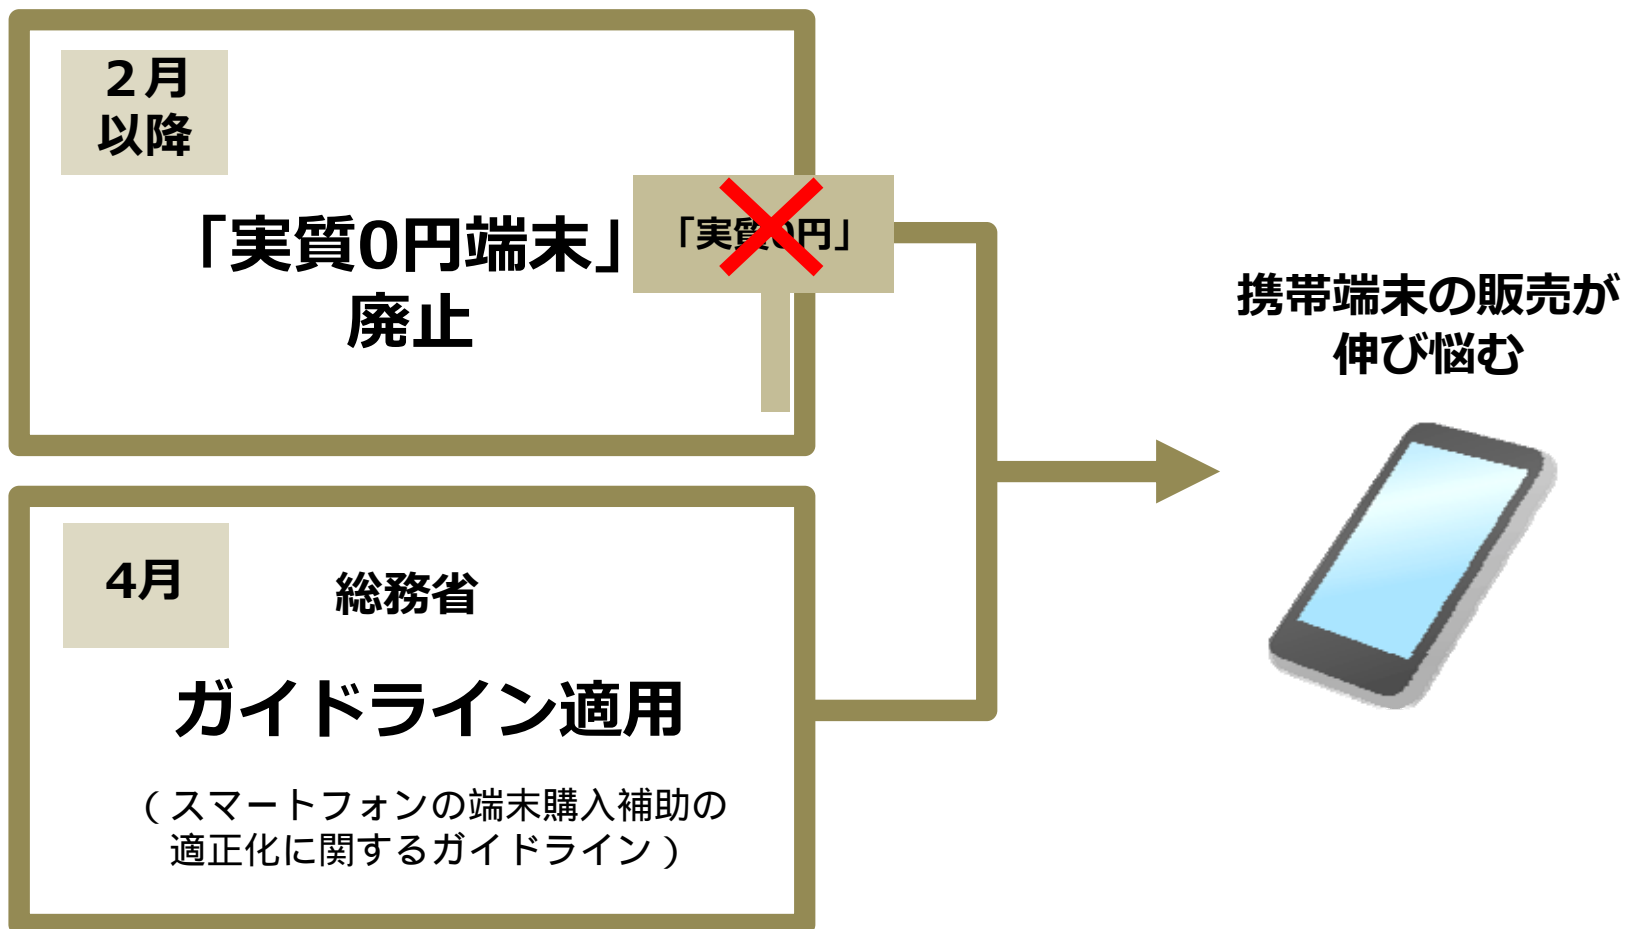 ２月
以降
「実質0円端末」
廃止
「実質0円」
4月
総務省
ガイドライン適用
（スマートフォンの端末購入補助の
適正化に関するガイドライン）
携帯端末の販売が
伸び悩む